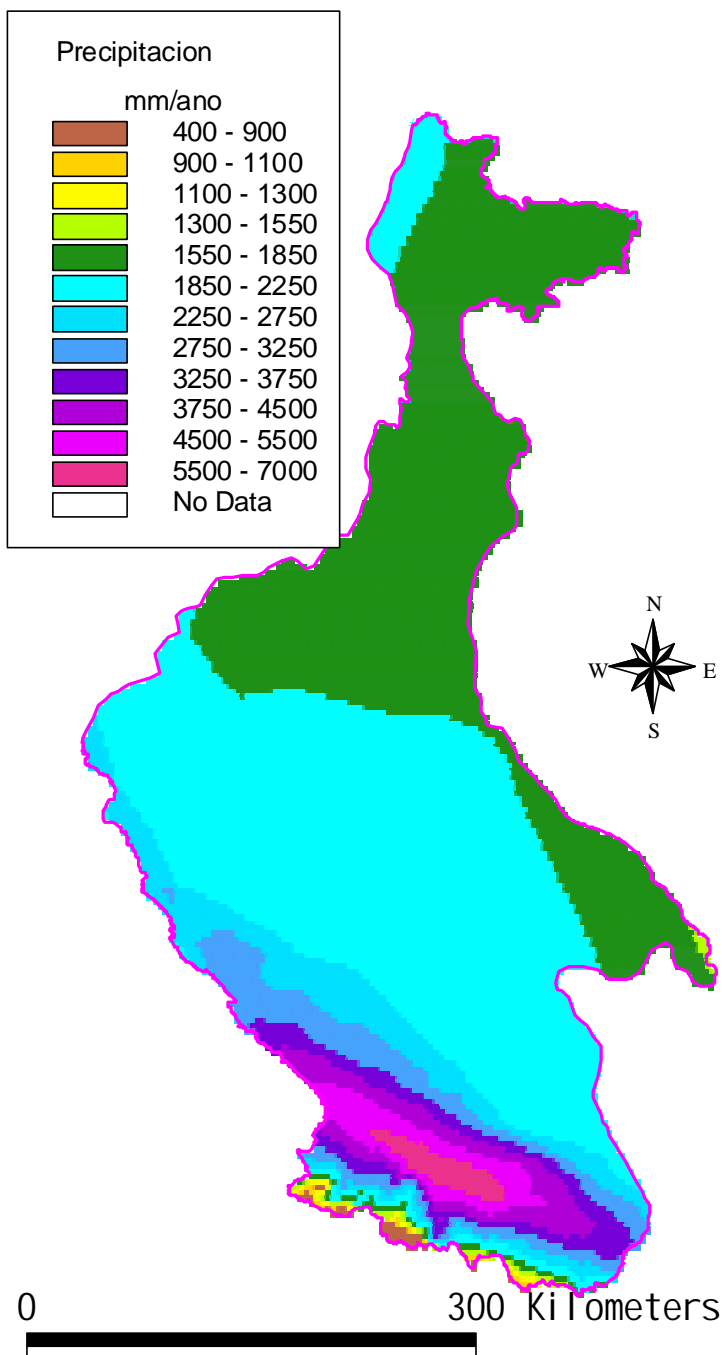 Precipitacion
mm/ano
400 - 900
900 - 1100
1100 - 1300
1300 - 1550
1550 - 1850
1850 - 2250
2250 - 2750
2750 - 3250
3250 - 3750
3750 - 4500
4500 - 5500
5500 - 7000
No Data
N
W E
S
0 300 Kilometers